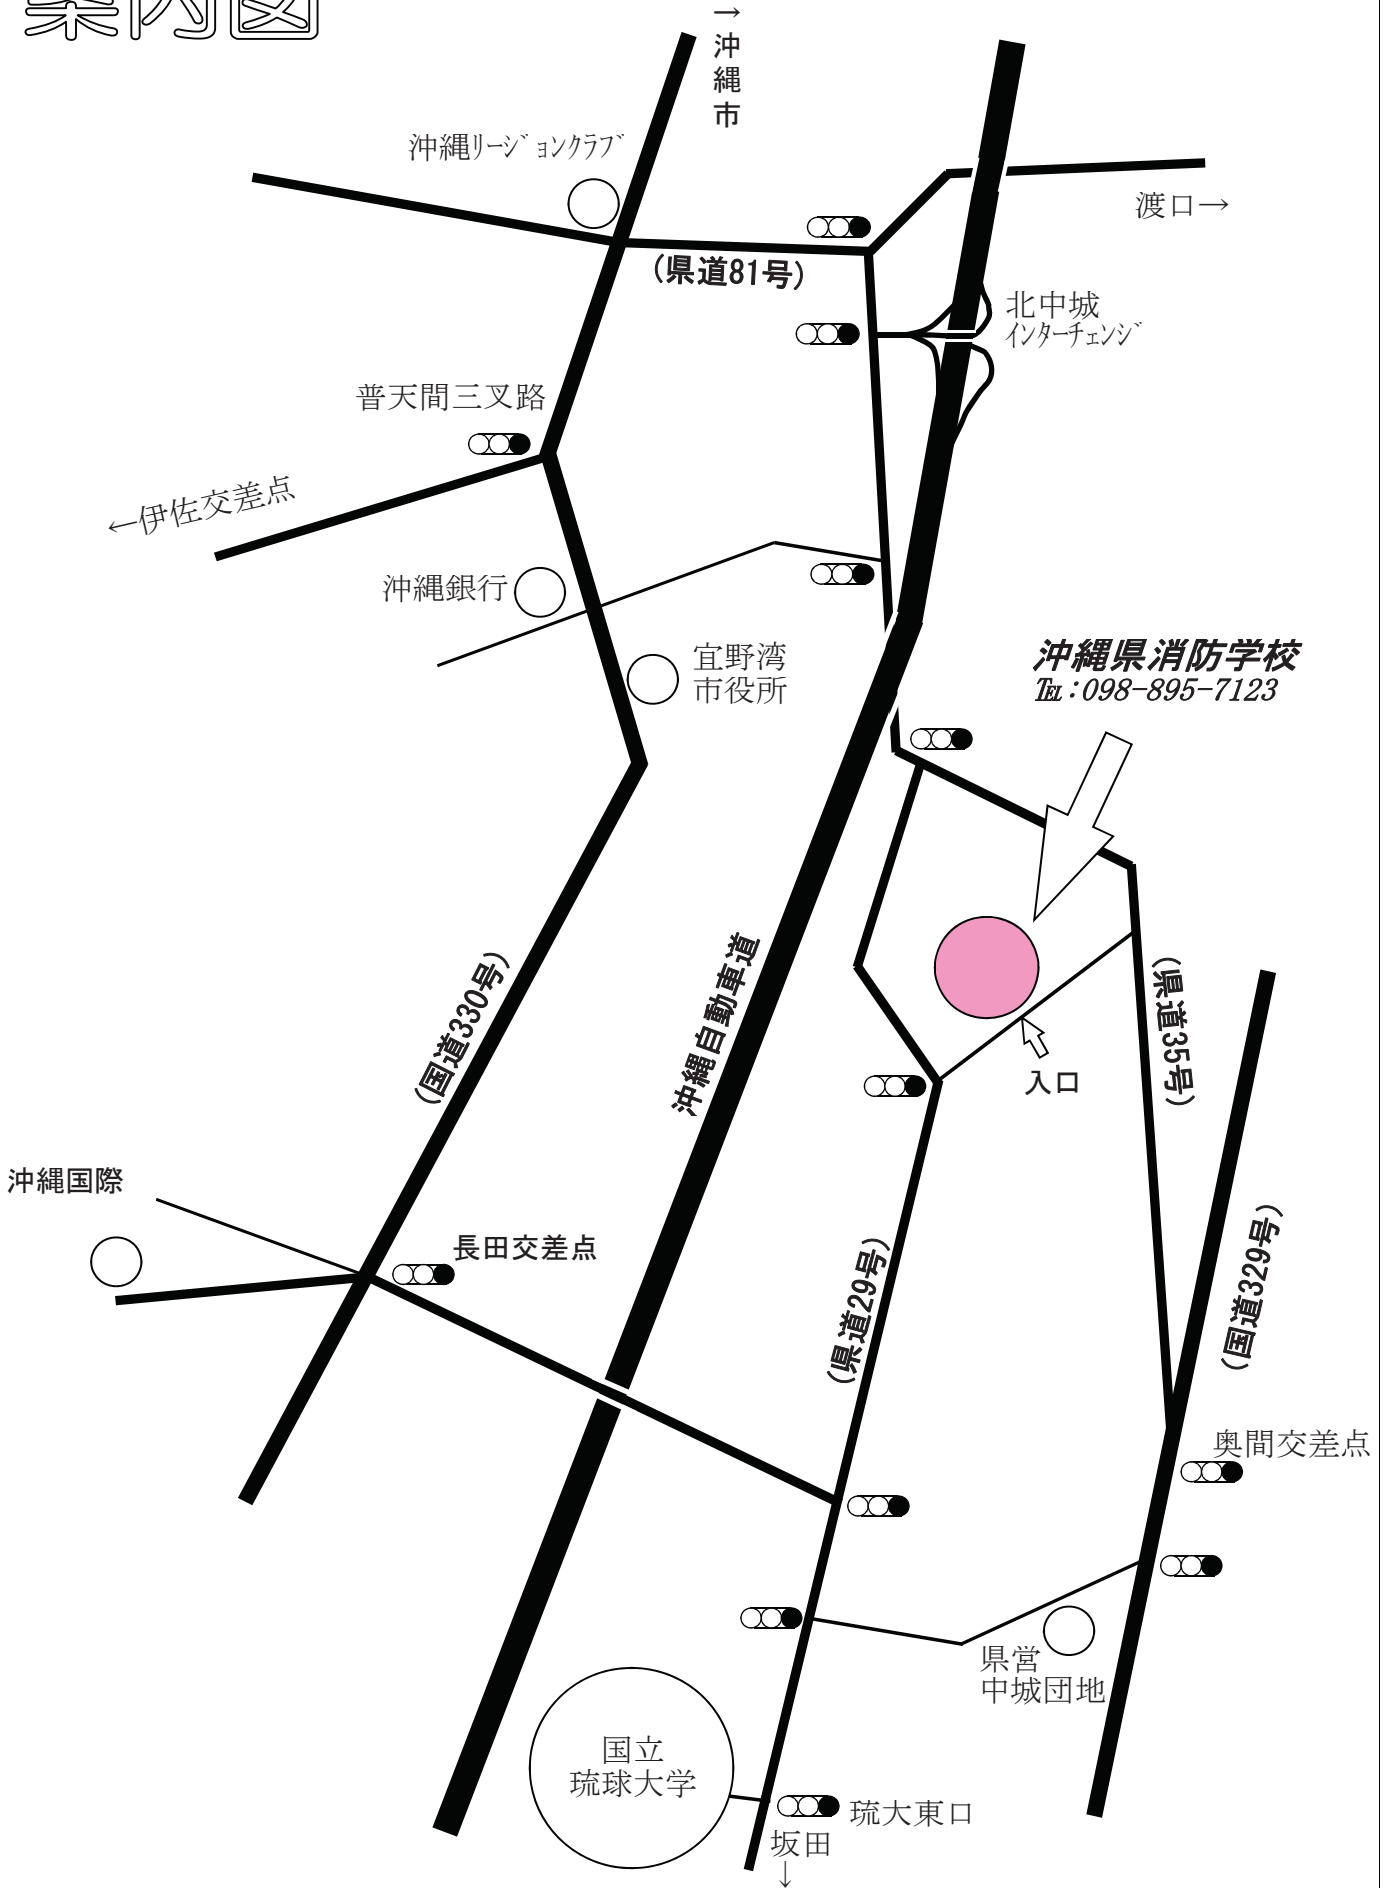 案内図
→沖縄市
沖縄ﾘｰｼﾞｮﾝｸﾗﾌﾞ
渡口→
(県道81号)
北中城
ｲﾝﾀｰﾁｪﾝｼﾞ
普天間三叉路
←伊佐交差点
沖縄銀行
宜野湾
市役所
沖縄県消防学校
℡:098-895-7123
(国道330号)
沖縄自動車道
(県道35号)
入口
沖縄国際
長田交差点
(県道29号)
(国道329号)
奥間交差点
県営
中城団地
国立
琉球大学
琉大東口
坂田
↓